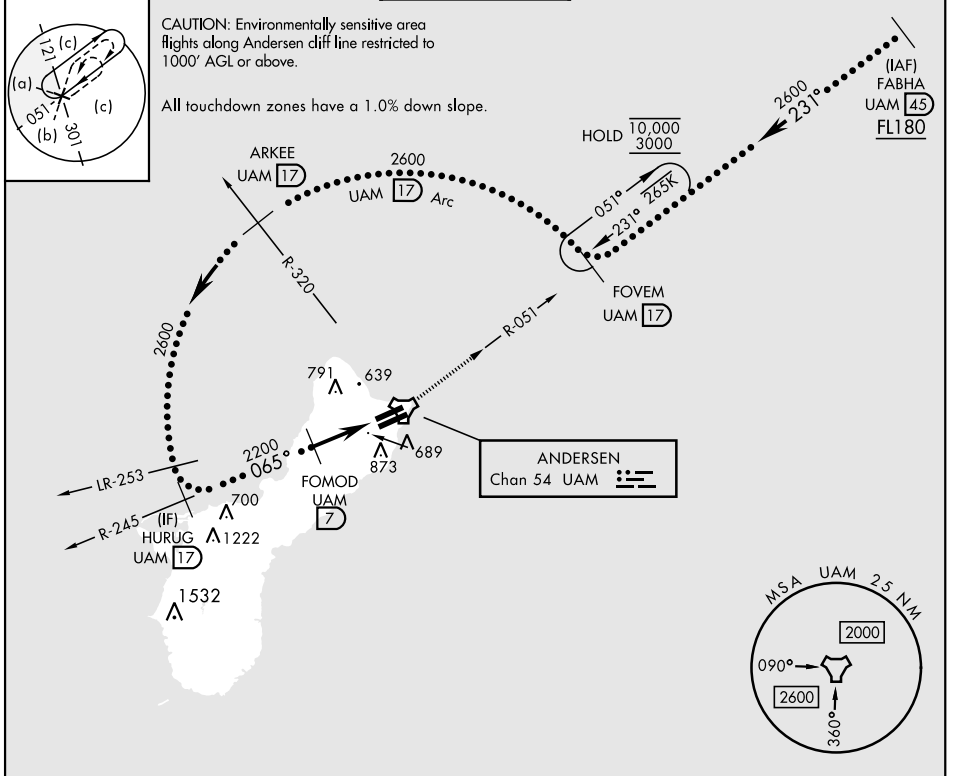 CAUTION: Environmentally sensitive area
flights along Andersen cliff line restricted to
1000' AGL or above.
All touchdown zones have a 1.0% down slope.
121
(c)
(a)
051
(c)
(b)
301
(IAF)
FABHA
UAM 45
FL180
2600
231°
HOLD 10,000
3000
051°
231° 265K
ARKEE
UAM 17
2600
UAM 17 Arc
FOVEM
UAM 17
R-320
R-051
2600
791
639
689
873
ANDERSEN
Chan 54 UAM
LR-253
2200
065°
FOMOD
UAM
7
R-245
(IF)
HURUG
UAM 17
700
1222
1532
MSA UAM 25 NM
2000
090°
2600
360°